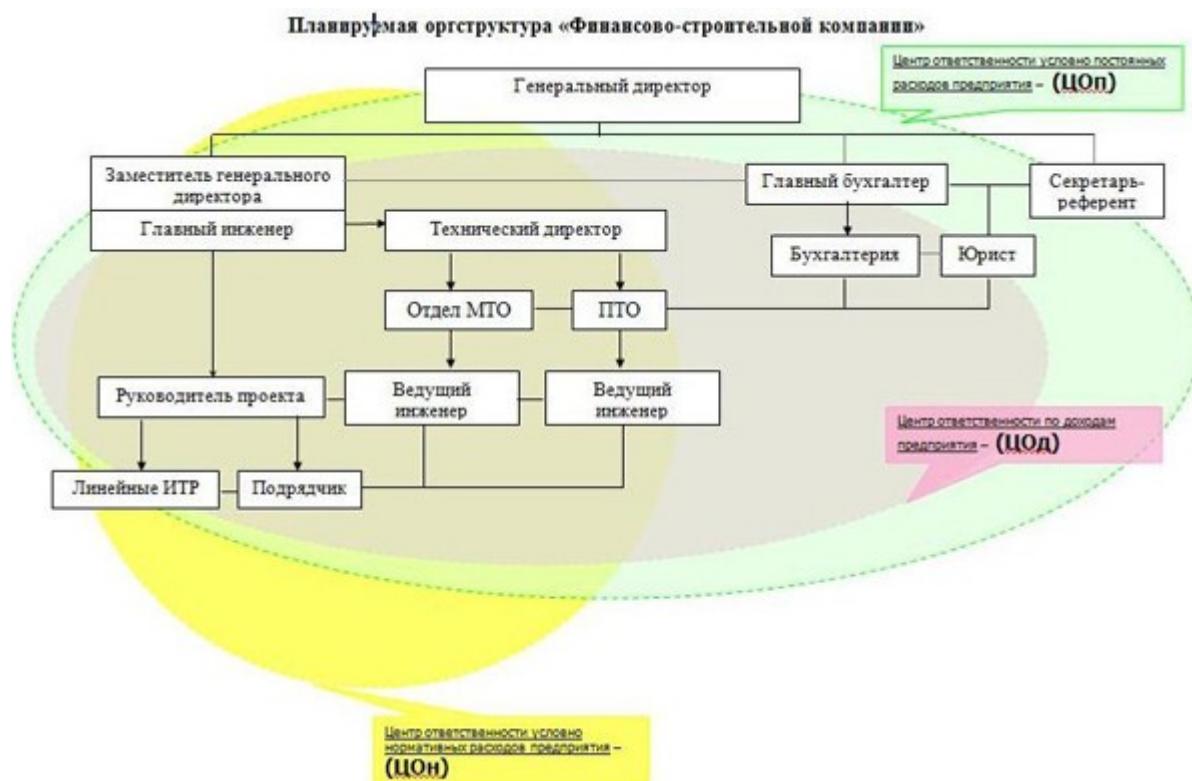 Планируемая оргструктура «Финансово-строительной компании»
Центр ответственности условно постоянных
расходов предприятия – (ЦОп)
Генеральный директор
Заместитель генерального
директора
Главный бухгалтер
Секретарь-
референт
Главный инженер
Технический директор
Бухгалтерия
Юрист
Отдел МТО
ПТО
Руководитель проекта
Ведущий
инженер
Ведущий
инженер
Центр ответственности по доходам
предприятия – (ЦОд)
Линейные ИТР
Подрядчик
Центр ответственности условно
нормативных расходов предприятия –
(ЦОн)